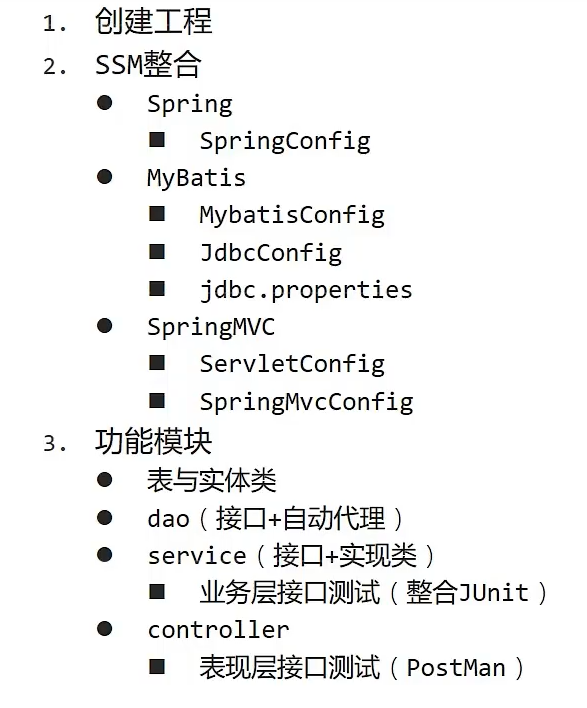 1. 创建工程
2. SSM整合
● Spring
■ SpringConfig
● MyBatis
■ MybatisConfig
■ JdbcConfig
■ jdbc.properties
● SpringMVC
■ ServletConfig
■ SpringMvcConfig
3. 功能模块
● 表与实体类
● dao（接口+自动代理）
● service（接口+实现类）
■ 业务层接口测试（整合JUnit）
● controller
■ 表现层接口测试（PostMan）